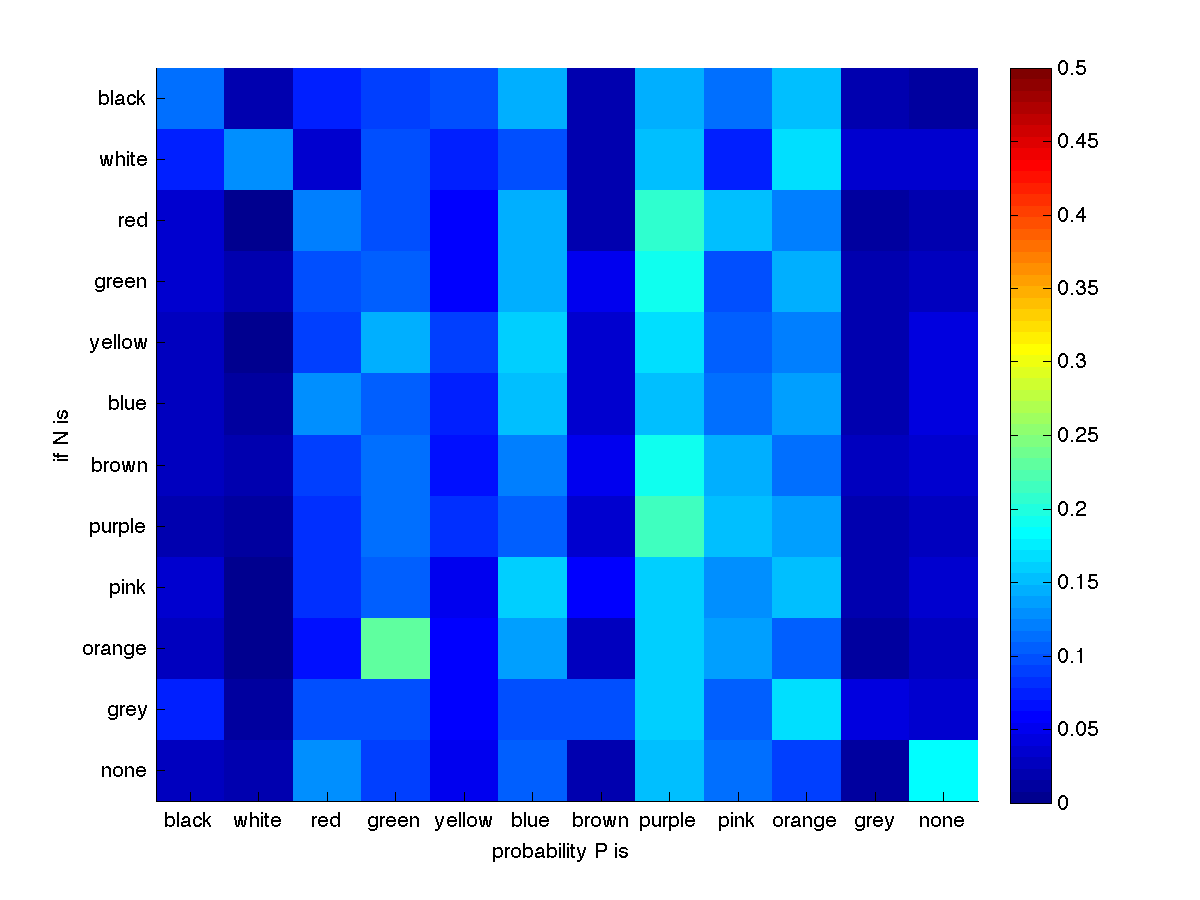 black
white
red
green
yellow
blue
brown
purple
pink
orange
grey
none
if N is
black white red green yellow blue brown purple pink orange grey none
probability P is
0.5
0.45
0.4
0.35
0.3
0.25
0.2
0.15
0.1
0.05
0